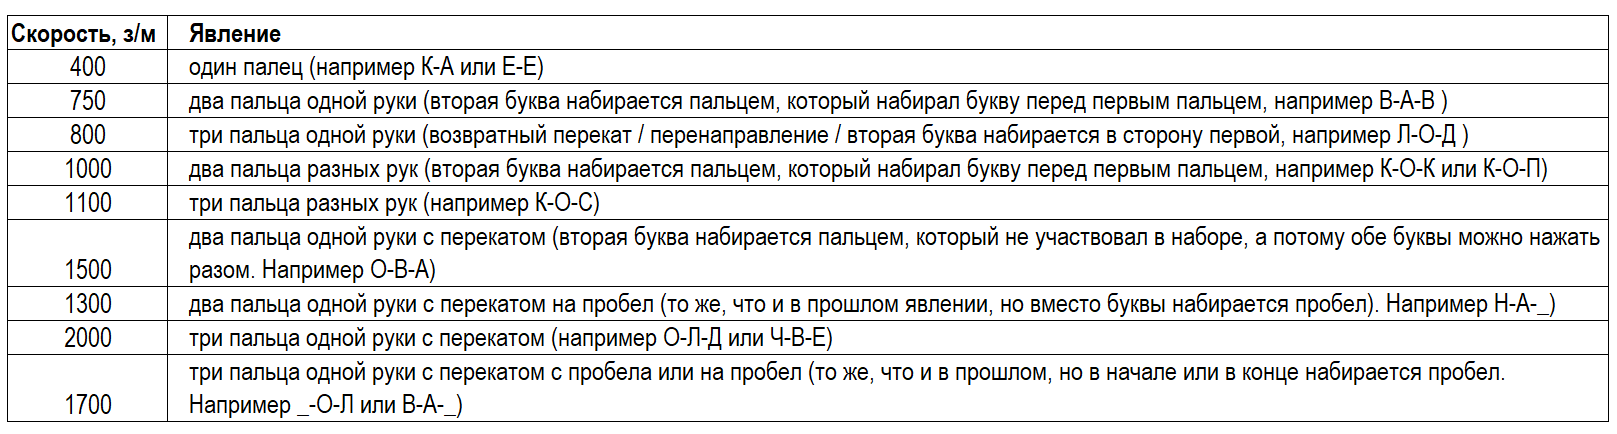 Скорость, з/м Явление
400 один палец (например К-А или Е-Е)
750 два пальца одной руки (вторая буква набирается пальцем, который набирал букву перед первым пальцем, например В-А-В )
800 три пальца одной руки (возвратный перекат / перенаправление / вторая буква набирается в сторону первой, например Л-О-Д )
1000 два пальца разных рук (вторая буква набирается пальцем, который набирал букву перед первым пальцем, например К-О-К или К-О-П)
1100 три пальца разных рук (например К-О-С)
два пальца одной руки с перекатом (вторая буква набирается пальцем, который не участвовал в наборе, а потому обе буквы можно нажать
1500 разом. Например О-В-А)
1300 два пальца одной руки с перекатом на пробел (то же, что и в прошлом явлении, но вместо буквы набирается пробел). Например Н-А-_)
2000 три пальца одной руки с перекатом (например О-Л-Д или Ч-В-Е)
три пальца одной руки с перекатом с пробела или на пробел (то же, что и в прошлом, но в начале или в конце набирается пробел.
1700 Например _-О-Л или В-А-_)